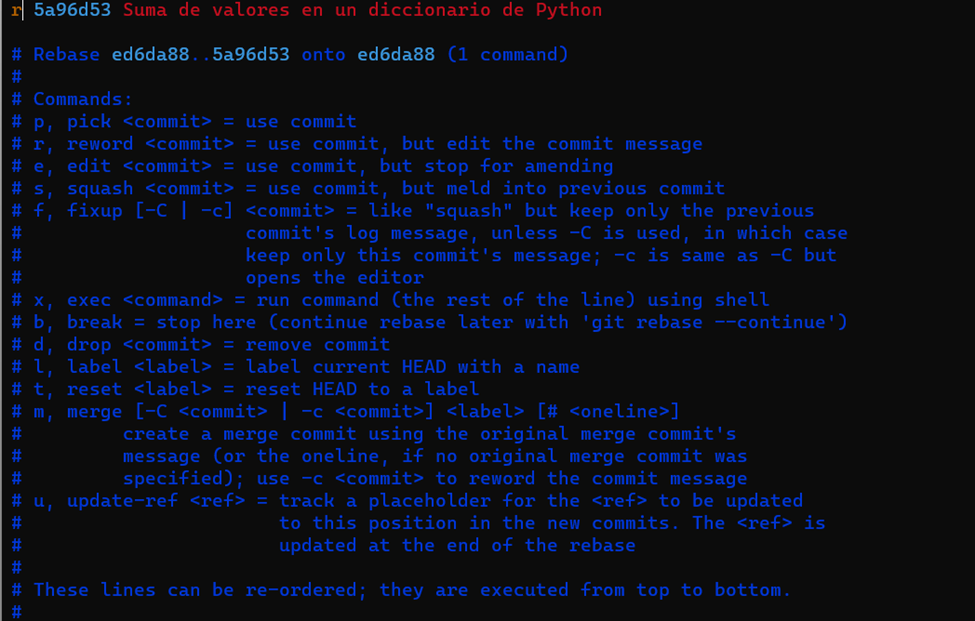 r 5a96d53 Suma de valores en un diccionario de Python
# Rebase ed6da88..5a96d53 onto ed6da88 (1 command)
#
# Commands:
# p, pick <commit> = use commit
# r, reword <commit> = use commit, but edit the commit message
# e, edit <commit> = use commit, but stop for amending
# s, squash <commit> = use commit, but meld into previous commit
# f, fixup [-C | -c] <commit> = like "squash" but keep only the previous
#                    commit's log message, unless -C is used, in which case
#                    keep only this commit's message; -c is same as -C but
#                    opens the editor
# x, exec <command> = run command (the rest of the line) using shell
# b, break = stop here (continue rebase later with 'git rebase --continue')
# d, drop <commit> = remove commit
# l, label <label> = label current HEAD with a name
# t, reset <label> = reset HEAD to a label
# m, merge [-C <commit> | -c <commit>] <label> [# <oneline>]
#         create a merge commit using the original merge commit's
#         message (or the oneline, if no original merge commit was
#         specified); use -c <commit> to reword the commit message
# u, update-ref <ref> = track a placeholder for the <ref> to be updated
#                       to this position in the new commits. The <ref> is
#                       updated at the end of the rebase
#
# These lines can be re-ordered; they are executed from top to bottom.
#